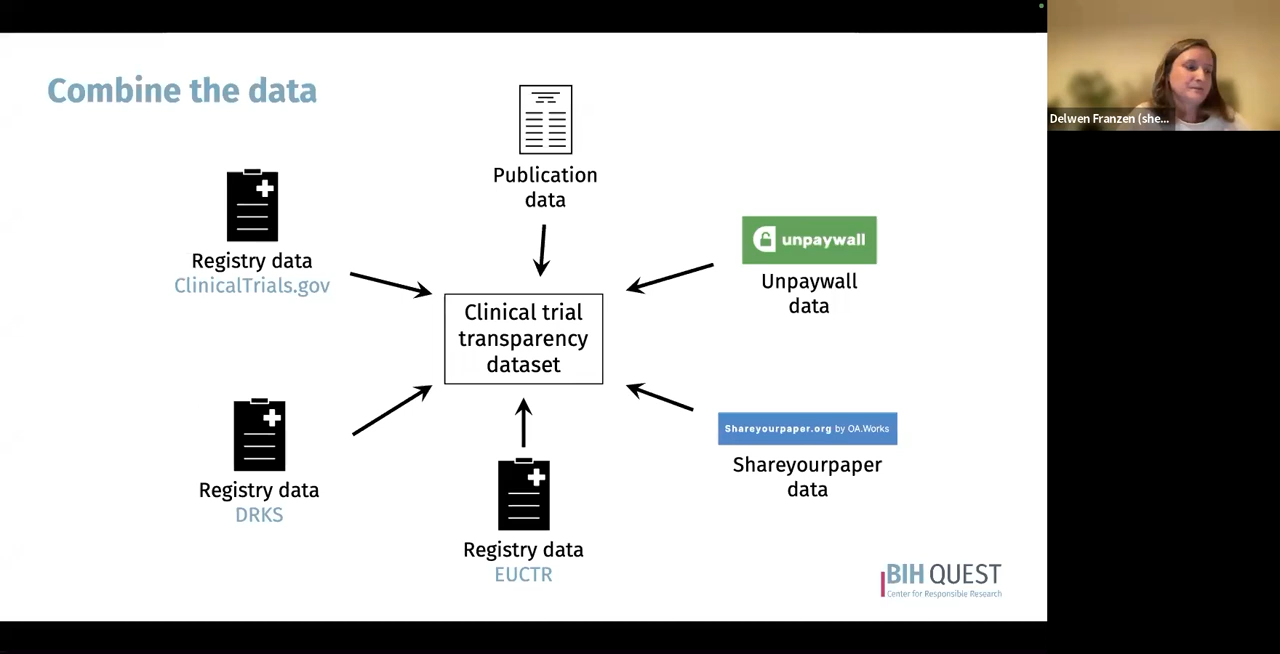 Combine the data
Publication
data
Registry data
ClinicalTrials.gov
unpaywall
Unpaywall
data
Clinical trial
transparency
dataset
Registry data
DRKS
Registry data
EUCTR
Shareyourpaper.org by OA.Works
Shareyourpaper
data
BIH QUEST
Center for Responsible Research
Delwen Franzen (she...